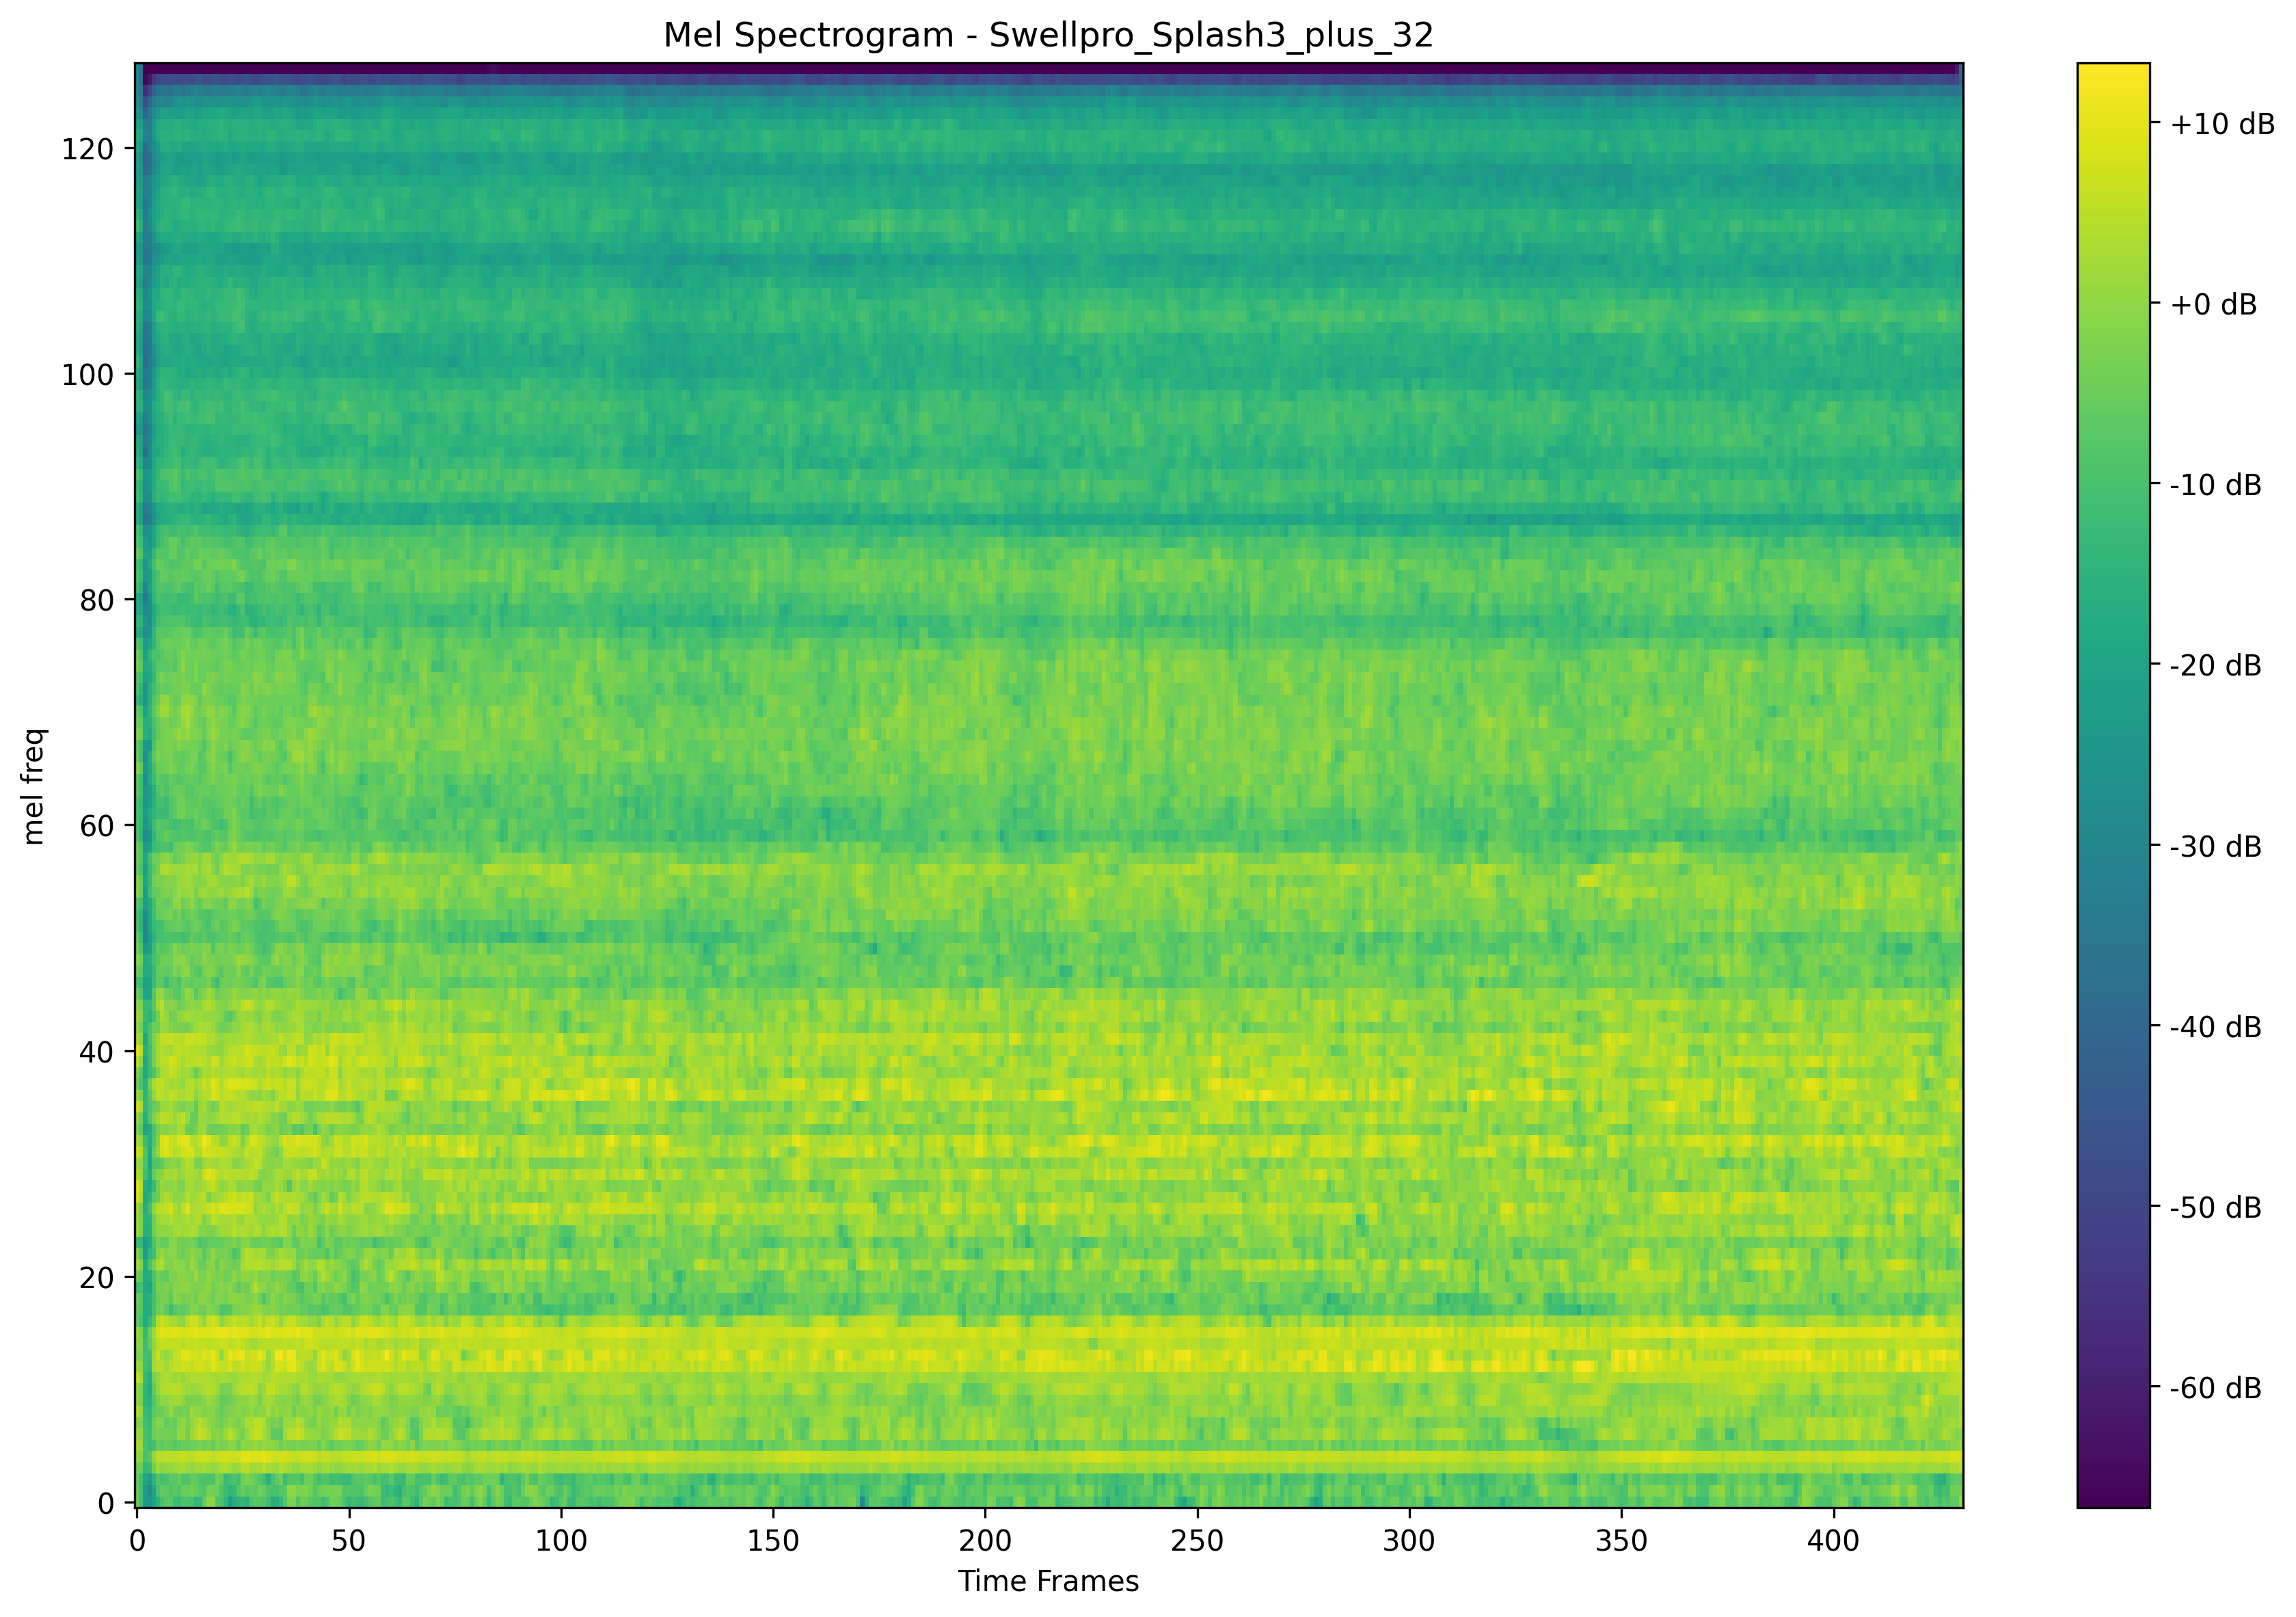 Mel Spectrogram - Swellpro_Splash3_plus_32
120
100
80
60
40
20
0
mel freq
0 50 100 150 200 250 300 350 400
Time Frames
+10 dB
+0 dB
-10 dB
-20 dB
-30 dB
-40 dB
-50 dB
-60 dB